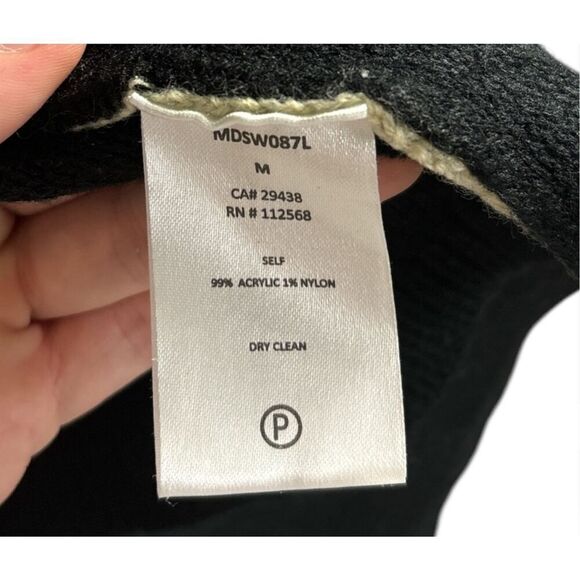 MDSW087L
M
CA# 29438
RN # 112568
SELF
99% ACRYLIC 1% NYLON
DRY CLEAN
P